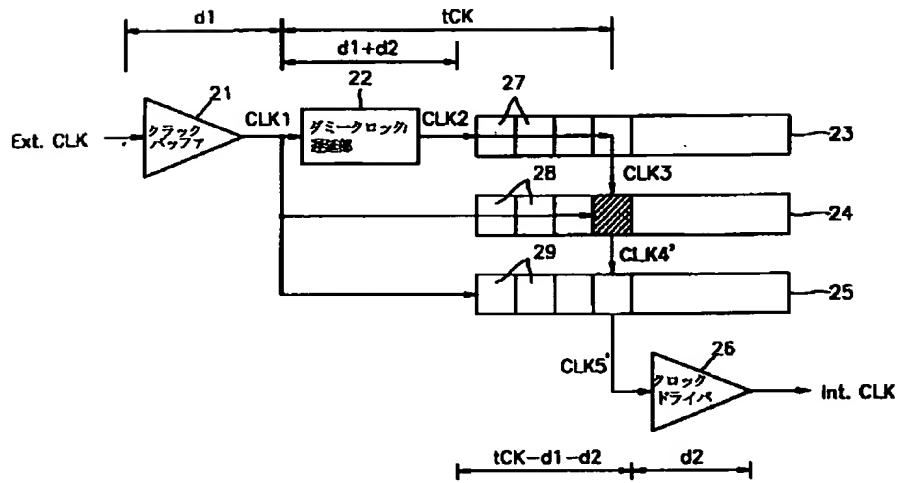 d1
tCK
d1+d2
21
22
27
Ext. CLK
クラック
バッファ
CLK1
ダミークロック
遅延部
CLK2
23
CLK3
28
24
CLK4'
29
25
CLK5'
26
クロック
ドライバ
Int. CLK
tCK-d1-d2
d2